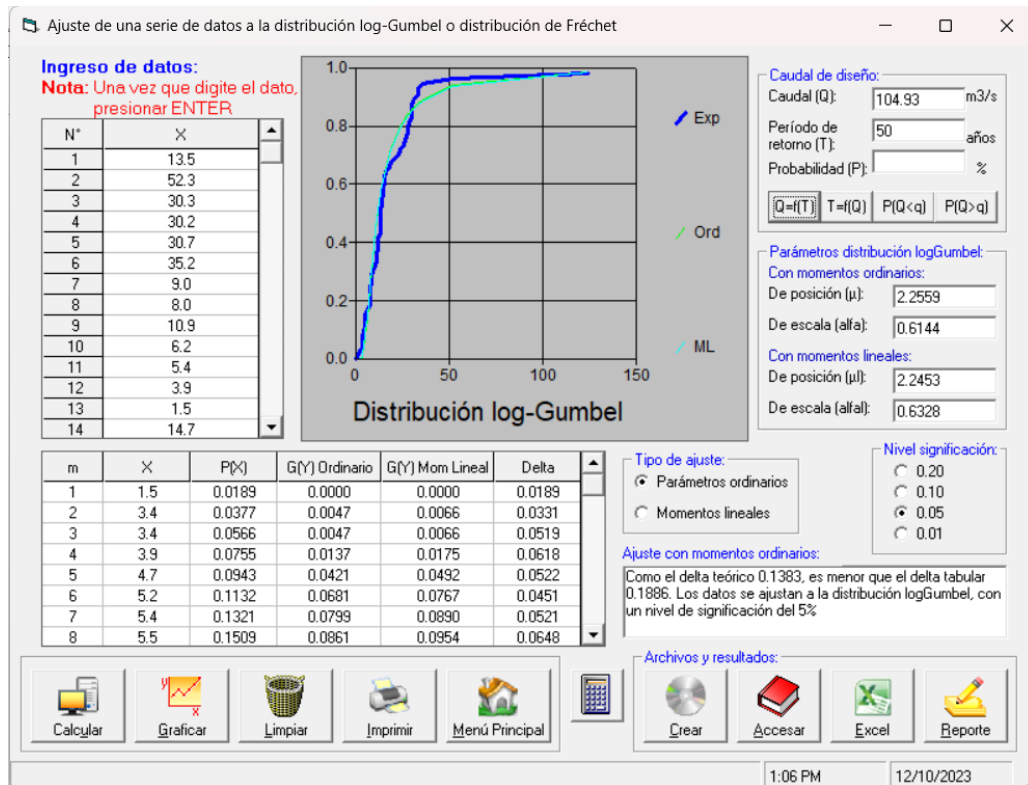 Ajuste de una serie de datos a la distribución log-Gumbel o distribución de Fréchet
Ingreso de datos:
Nota: Una vez que digite el dato,
presionar ENTER
N° X
1 13.5
2 52.3
3 30.3
4 30.2
5 30.7
6 35.2
7 9.0
8 8.0
9 10.9
10 6.2
11 5.4
12 3.9
13 1.5
14 14.7
1.0
0.8
0.6
0.4
0.2
0.0
0 50 100 150
Exp
Ord
ML
Distribución log-Gumbel
Caudal de diseño:
Caudal (Q): 104.93 m3/s
Período de
retorno (T): 50 años
Probabilidad (P): %
Q=f(T) T=f(Q) P(Q<q) P(Q>q)
Parámetros distribución logGumbel:
Con momentos ordinarios:
De posición (µ): 2.2559
De escala (alfa): 0.6144
Con momentos lineales:
De posición (µl): 2.2453
De escala (alfal): 0.6328
m X P(X) G(Y) Ordinario G(Y) Mom Lineal Delta
1 1.5 0.0189 0.0000 0.0000 0.0189
2 3.4 0.0377 0.0047 0.0066 0.0331
3 3.4 0.0566 0.0047 0.0066 0.0519
4 3.9 0.0755 0.0137 0.0175 0.0618
5 4.7 0.0943 0.0421 0.0492 0.0522
6 5.2 0.1132 0.0681 0.0767 0.0451
7 5.4 0.1321 0.0799 0.0890 0.0521
8 5.5 0.1509 0.0861 0.0954 0.0648
Tipo de ajuste:
Parámetros ordinarios
Momentos lineales
Nivel significación:
0.20
0.10
0.05
0.01
Ajuste con momentos ordinarios:
Como el delta teórico 0.1383, es menor que el delta tabular
0.1886. Los datos se ajustan a la distribución logGumbel, con
un nivel de significación del 5%
Calcular
y
x
Graficar
Limpiar
Imprimir
Menú Principal
Archivos y resultados:
Crear
Accesar
Excel
Reporte
1:06 PM 12/10/2023